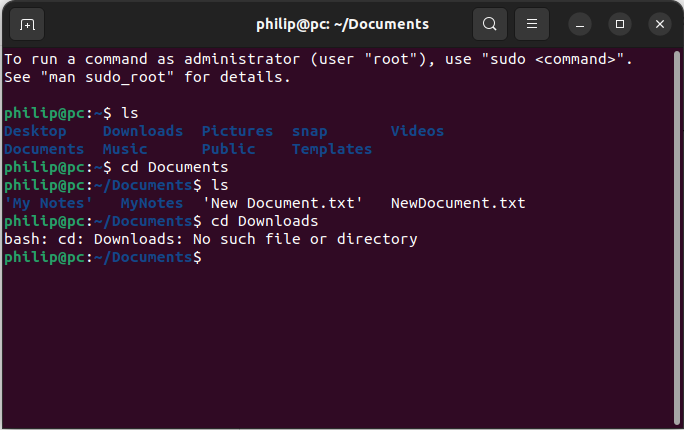 philip@pc: ~/Documents
To run a command as administrator (user "root"), use "sudo <command>".
See "man sudo_root" for details.
philip@pc:~$ ls
Desktop    Downloads  Pictures  snap       Videos
Documents  Music      Public    Templates
philip@pc:~$ cd Documents
philip@pc:~/Documents$ ls
'My Notes'   MyNotes  'New Document.txt'   NewDocument.txt
philip@pc:~/Documents$ cd Downloads
bash: cd: Downloads: No such file or directory
philip@pc:~/Documents$